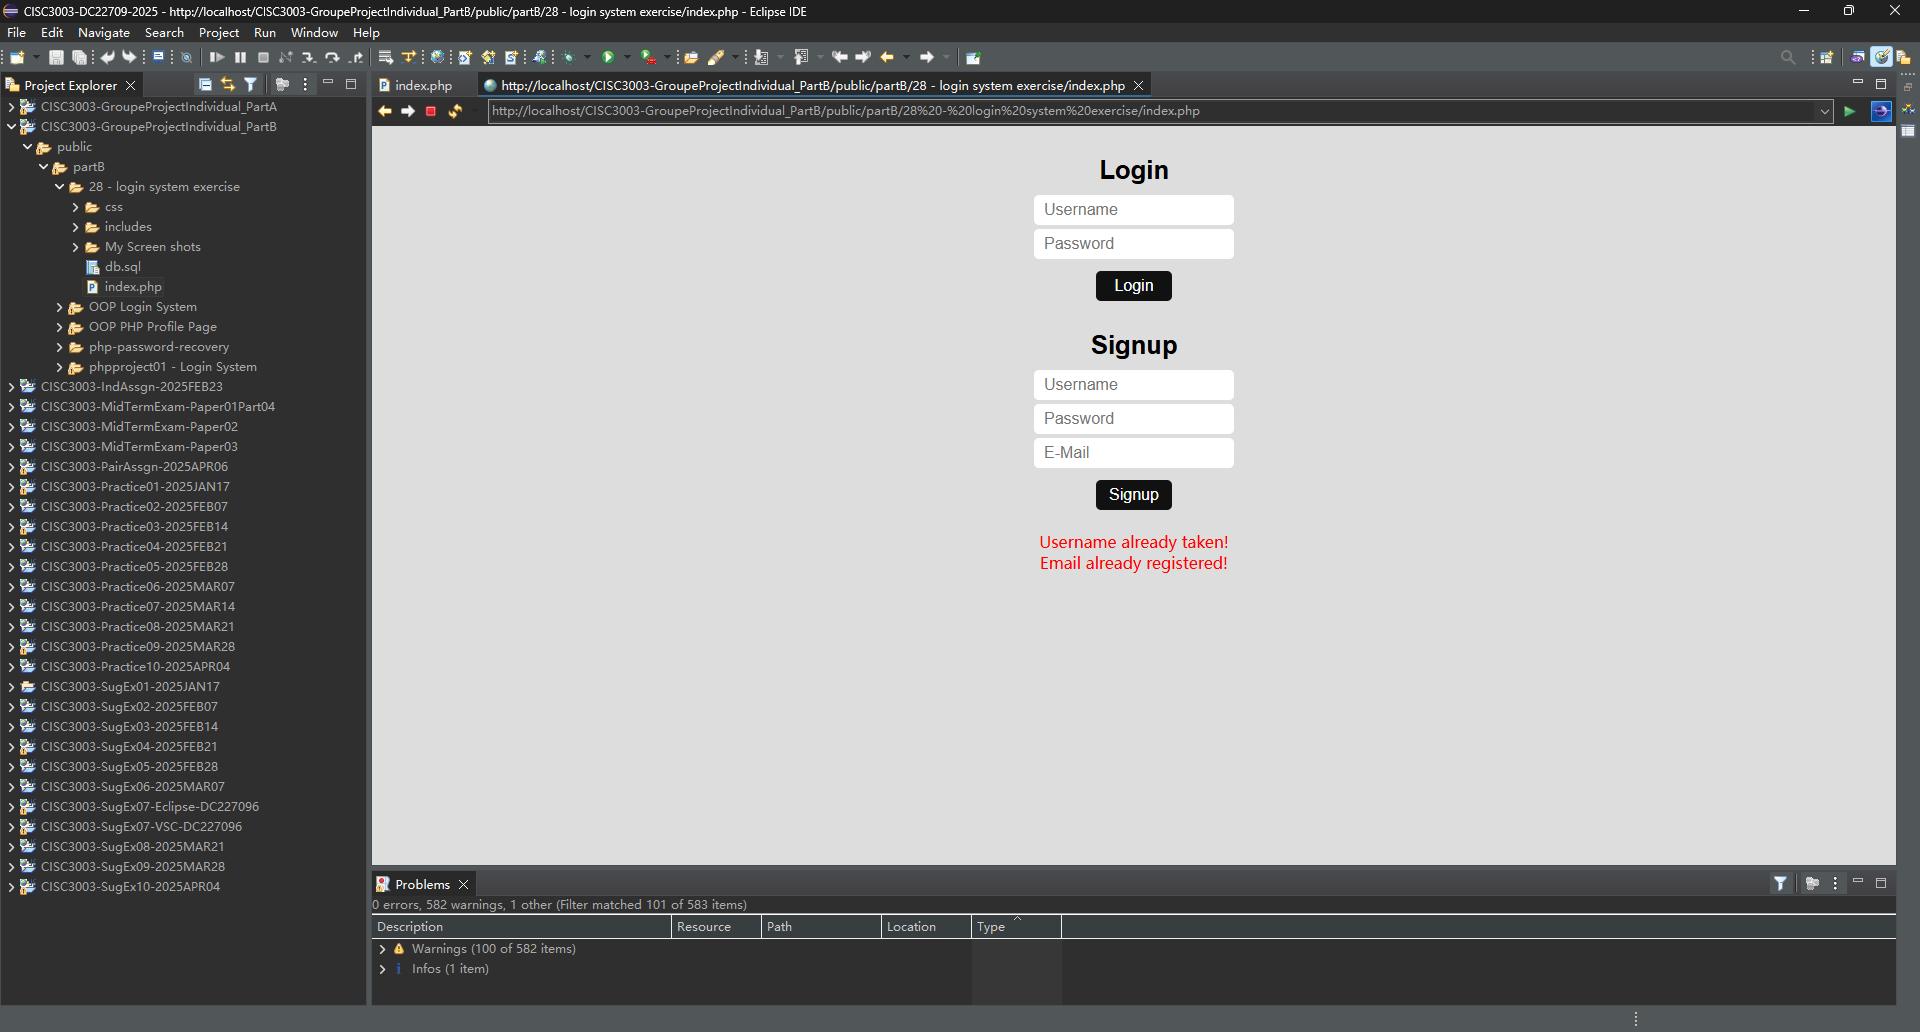 CISC3003-DC22709-2025 - http://localhost/CISC3003-GroupeProjectIndividual_PartB/public/partB/28 - login system exercise/index.php - Eclipse IDE
File Edit Navigate Search Project Run Window Help
Project Explorer
CISC3003-GroupeProjectIndividual_PartA
CISC3003-GroupeProjectIndividual_PartB
public
partB
28 - login system exercise
css
includes
My Screen shots
db.sql
index.php
OOP Login System
OOP PHP Profile Page
php-password-recovery
phpproject01 - Login System
CISC3003-IndAssgn-2025FEB23
CISC3003-MidTermExam-Paper01Part04
CISC3003-MidTermExam-Paper02
CISC3003-MidTermExam-Paper03
CISC3003-PairAssgn-2025APR06
CISC3003-Practice01-2025JAN17
CISC3003-Practice02-2025FEB07
CISC3003-Practice03-2025FEB14
CISC3003-Practice04-2025FEB21
CISC3003-Practice05-2025FEB28
CISC3003-Practice06-2025MAR07
CISC3003-Practice07-2025MAR14
CISC3003-Practice08-2025MAR21
CISC3003-Practice09-2025MAR28
CISC3003-Practice10-2025APR04
CISC3003-SugEx01-2025JAN17
CISC3003-SugEx02-2025FEB07
CISC3003-SugEx03-2025FEB14
CISC3003-SugEx04-2025FEB21
CISC3003-SugEx05-2025FEB28
CISC3003-SugEx06-2025MAR07
CISC3003-SugEx07-Eclipse-DC227096
CISC3003-SugEx07-VSC-DC227096
CISC3003-SugEx08-2025MAR21
CISC3003-SugEx09-2025MAR28
CISC3003-SugEx10-2025APR04
index.php
http://localhost/CISC3003-GroupeProjectIndividual_PartB/public/partB/28 - login system exercise/index.php
http://localhost/CISC3003-GroupeProjectIndividual_PartB/public/partB/28%20-%20login%20system%20exercise/index.php
Login
Username
Password
Login
Signup
Username
Password
E-Mail
Signup
Username already taken!
Email already registered!
Problems
0 errors, 582 warnings, 1 other (Filter matched 101 of 583 items)
Description Resource Path Location Type
Warnings (100 of 582 items)
Infos (1 item)